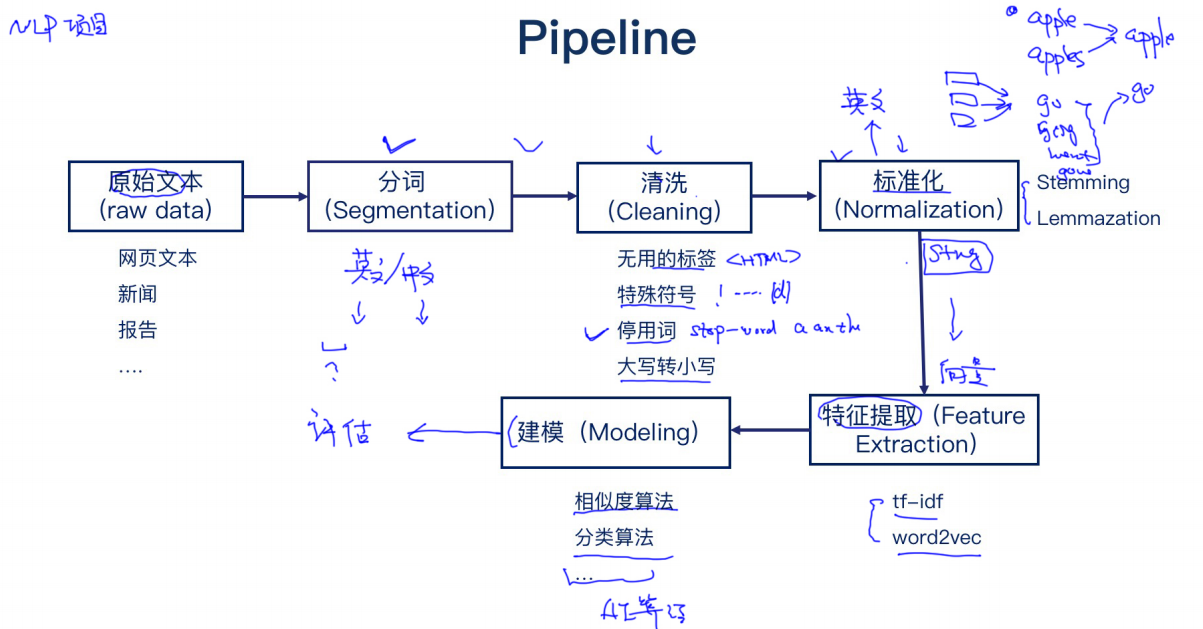 NLP 项目
Pipeline
apple
apples
apple
英文
go
go
went
原始文本
(raw data)
分词
（Segmentation）
清洗
（Cleaning）
标准化
（Normalization）
Stemming
Lemmazation
网页文本
新闻
报告
....
英文/中文
?
无用的标签 <HTML>
特殊符号 !
停用词 stop-word a an the
大写转小写
String
向量
评估
建模（Modeling）
特征提取（Feature
Extraction）
相似度算法
分类算法
...
AI算法
tf-idf
word2vec